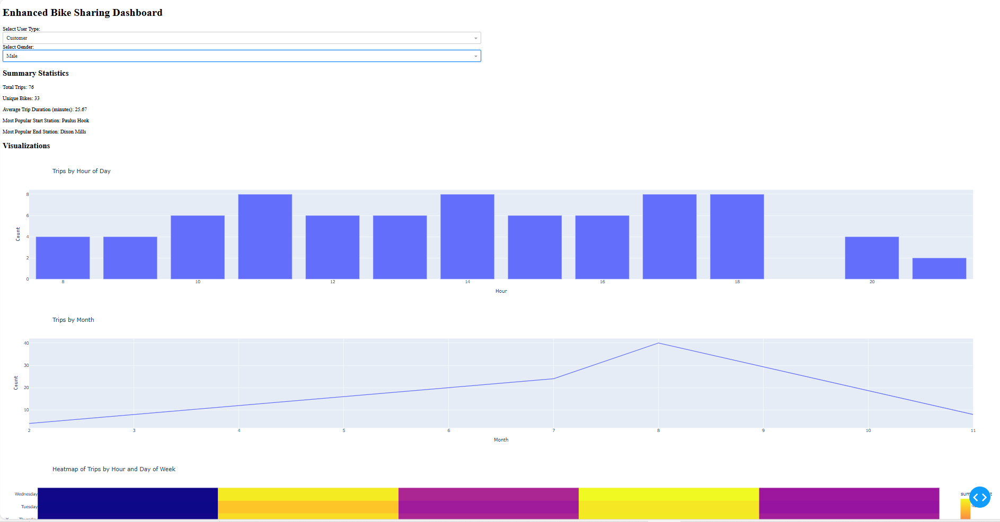 Enhanced Bike Sharing Dashboard
Select User Type:
Customer
Select Gender:
Male
Summary Statistics
Total Trips: 76
Unique Bikes: 33
Average Trip Duration (minutes): 25.67
Most Popular Start Station: Paulus Hook
Most Popular End Station: Dixon Mills
Visualizations
Trips by Hour of Day
8
6
4
2
0
Count
8 10 12 14 16 18 20
Hour
Trips by Month
40
30
20
10
Count
2 3 4 5 6 7 8 9 10 11
Month
Heatmap of Trips by Hour and Day of Week
Wednesday
Tuesday
Thursday